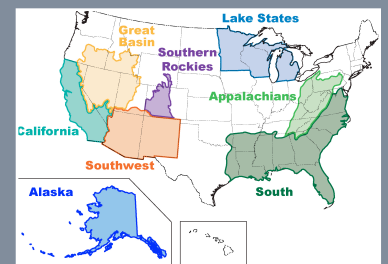 Lake States
Great
Basin
Southern
Rockies
Appalachians
California
Southwest
Alaska
South